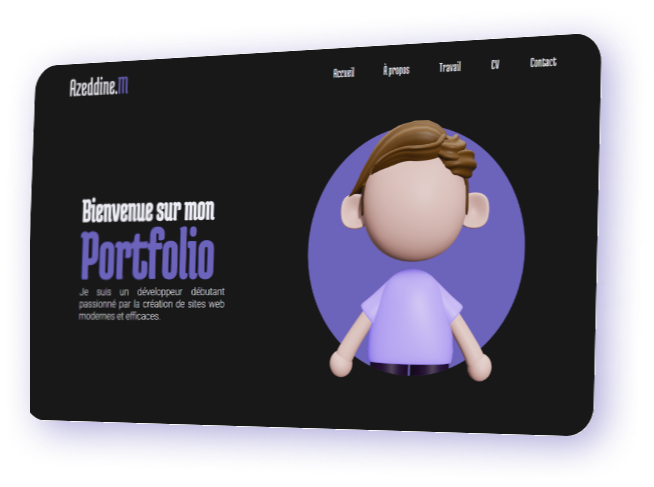 Azeddine.M
Accueil À propos Travail CV Contact
Bienvenue sur mon
Portfolio
Je suis un développeur débutant
passionné par la création de sites web
modernes et efficaces.